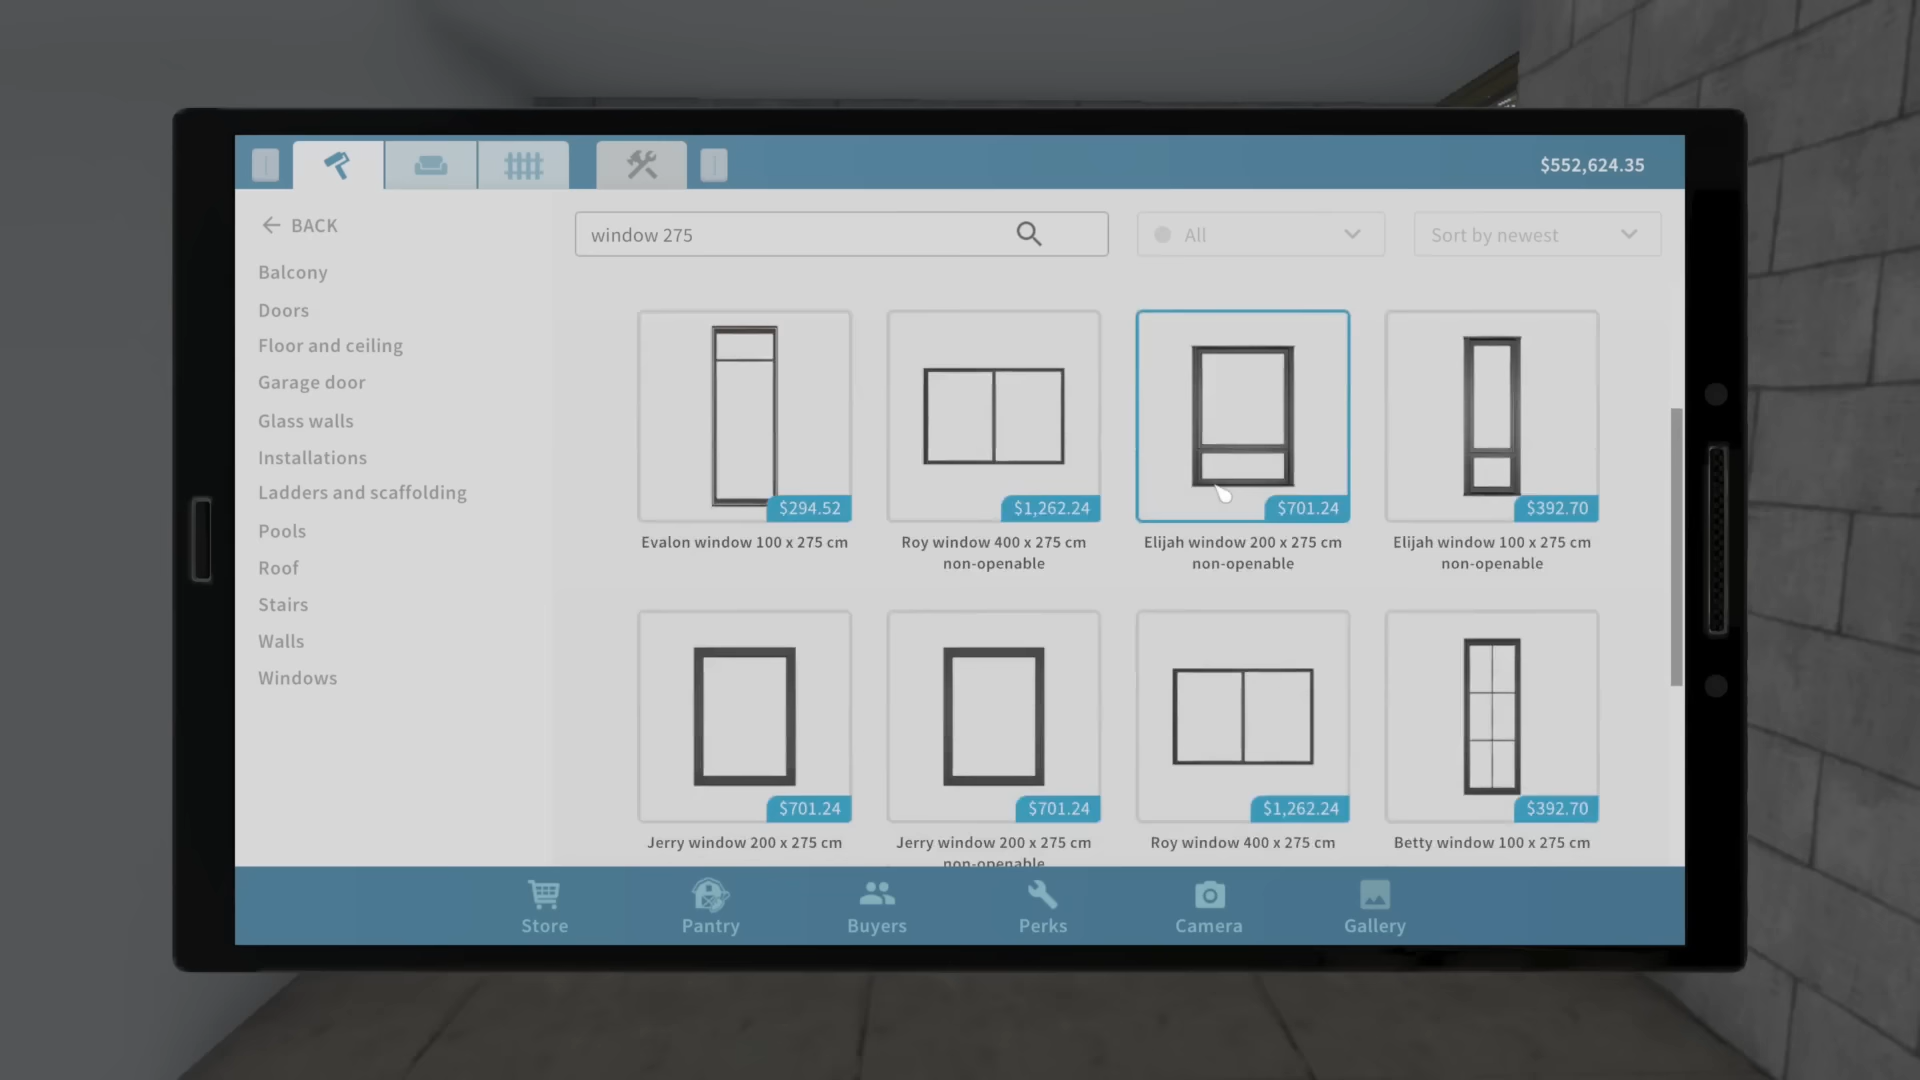 $552,624.35
BACK
window 275
All
Sort by newest
Balcony
Doors
Floor and ceiling
Garage door
Glass walls
Installations
Ladders and scaffolding
Pools
Roof
Stairs
Walls
Windows
$294.52
$1,262.24
$701.24
$392.70
Evalon window 100 x 275 cm
Roy window 400 x 275 cm
non-openable
Elijah window 200 x 275 cm
non-openable
Elijah window 100 x 275 cm
non-openable
$701.24
$701.24
$1,262.24
$392.70
Jerry window 200 x 275 cm
Jerry window 200 x 275 cm
non-openable
Roy window 400 x 275 cm
Betty window 100 x 275 cm
Store
Pantry
Buyers
Perks
Camera
Gallery